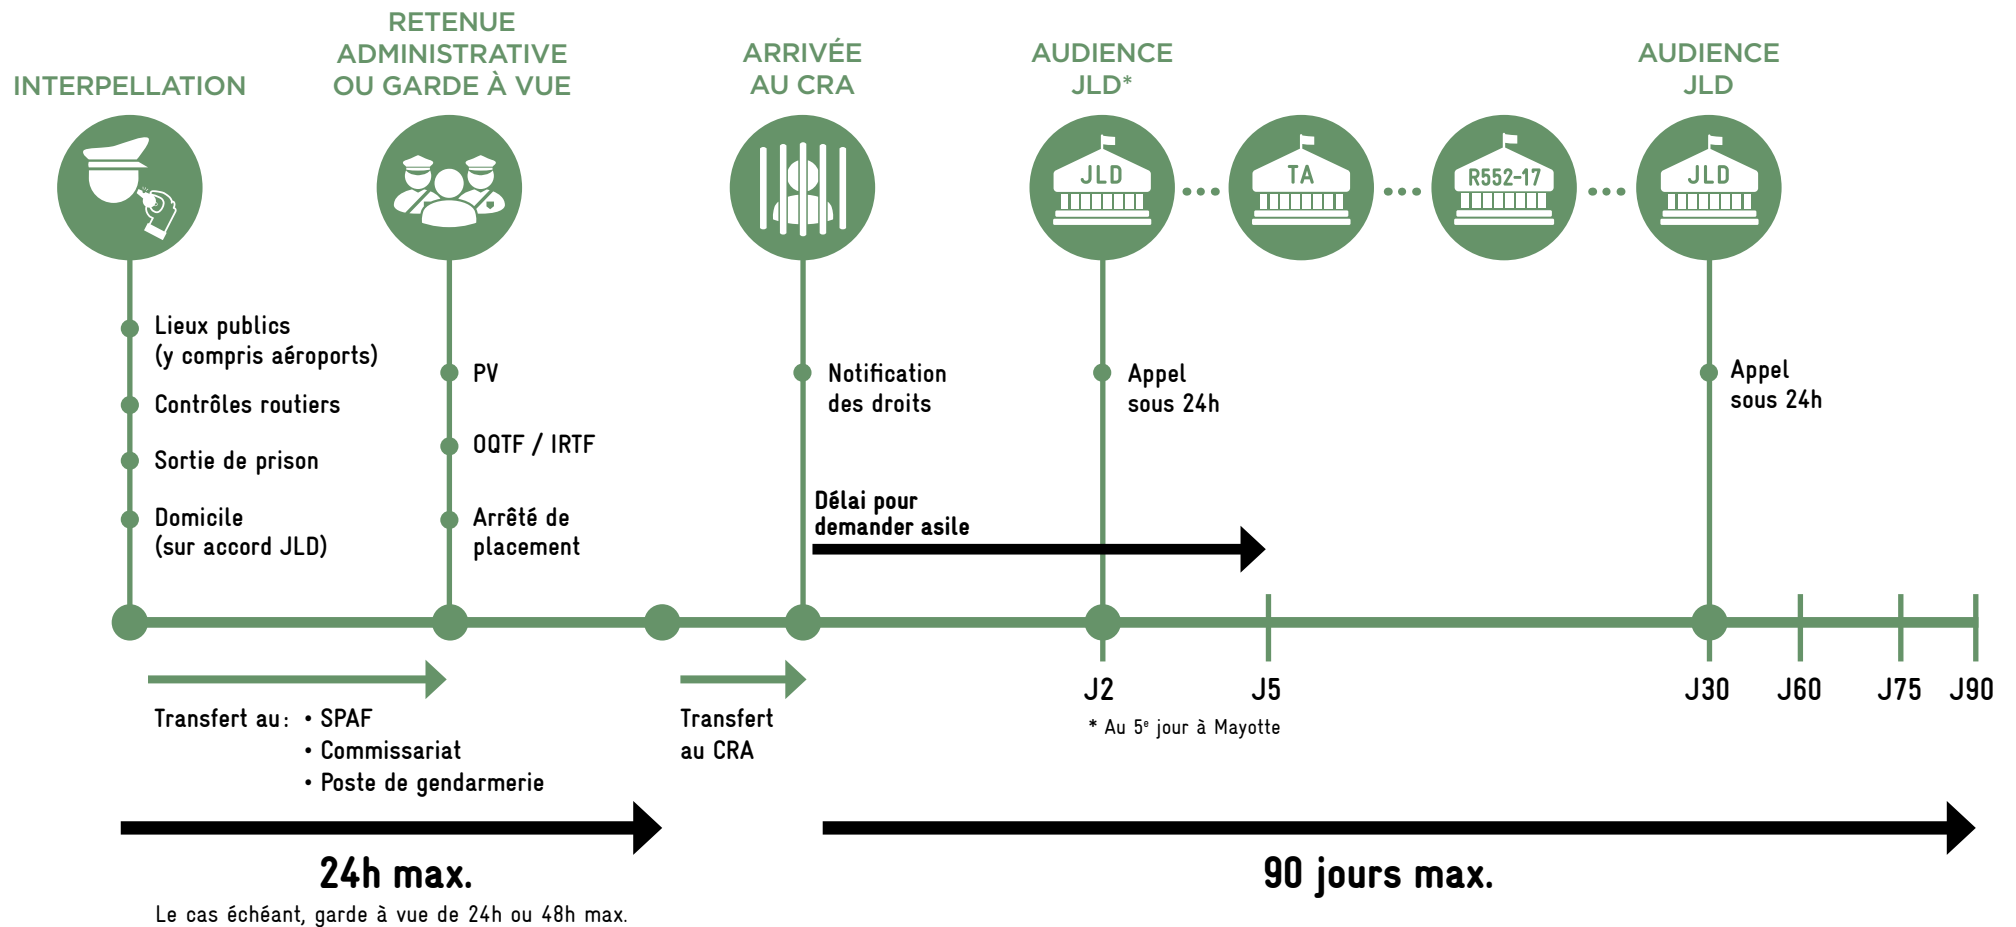 INTERPELLATION
RETENUE
ADMINISTRATIVE
OU GARDE À VUE
ARRIVÉE
AU CRA
AUDIENCE
JLD*
AUDIENCE
JLD
JLD
TA
R552-17
JLD
Lieux publics
(y compris aéroports)
Contrôles routiers
Sortie de prison
Domicile
(sur accord JLD)
PV
OQTF / IRTF
Arrêté de
placement
Notification
des droits
Délai pour
demander asile
Appel
sous 24h
Appel
sous 24h
J2
J5
J30
J60
J75
J90
* Au 5e jour à Mayotte
Transfert au :
• SPAF
• Commissariat
• Poste de gendarmerie
Transfert
au CRA
24h max.
Le cas échéant, garde à vue de 24h ou 48h max.
90 jours max.